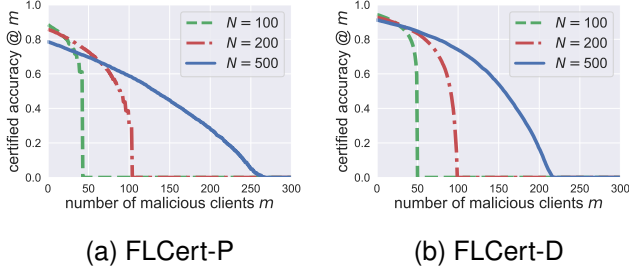 certified accuracy @ m
1.0
0.8
0.6
0.4
0.2
0.0
0 50 100 150 200 250 300
number of malicious clients m
N = 100
N = 200
N = 500
(a) FLCert-P
certified accuracy @ m
1.0
0.8
0.6
0.4
0.2
0.0
0 50 100 150 200 250 300
number of malicious clients m
N = 100
N = 200
N = 500
(b) FLCert-D